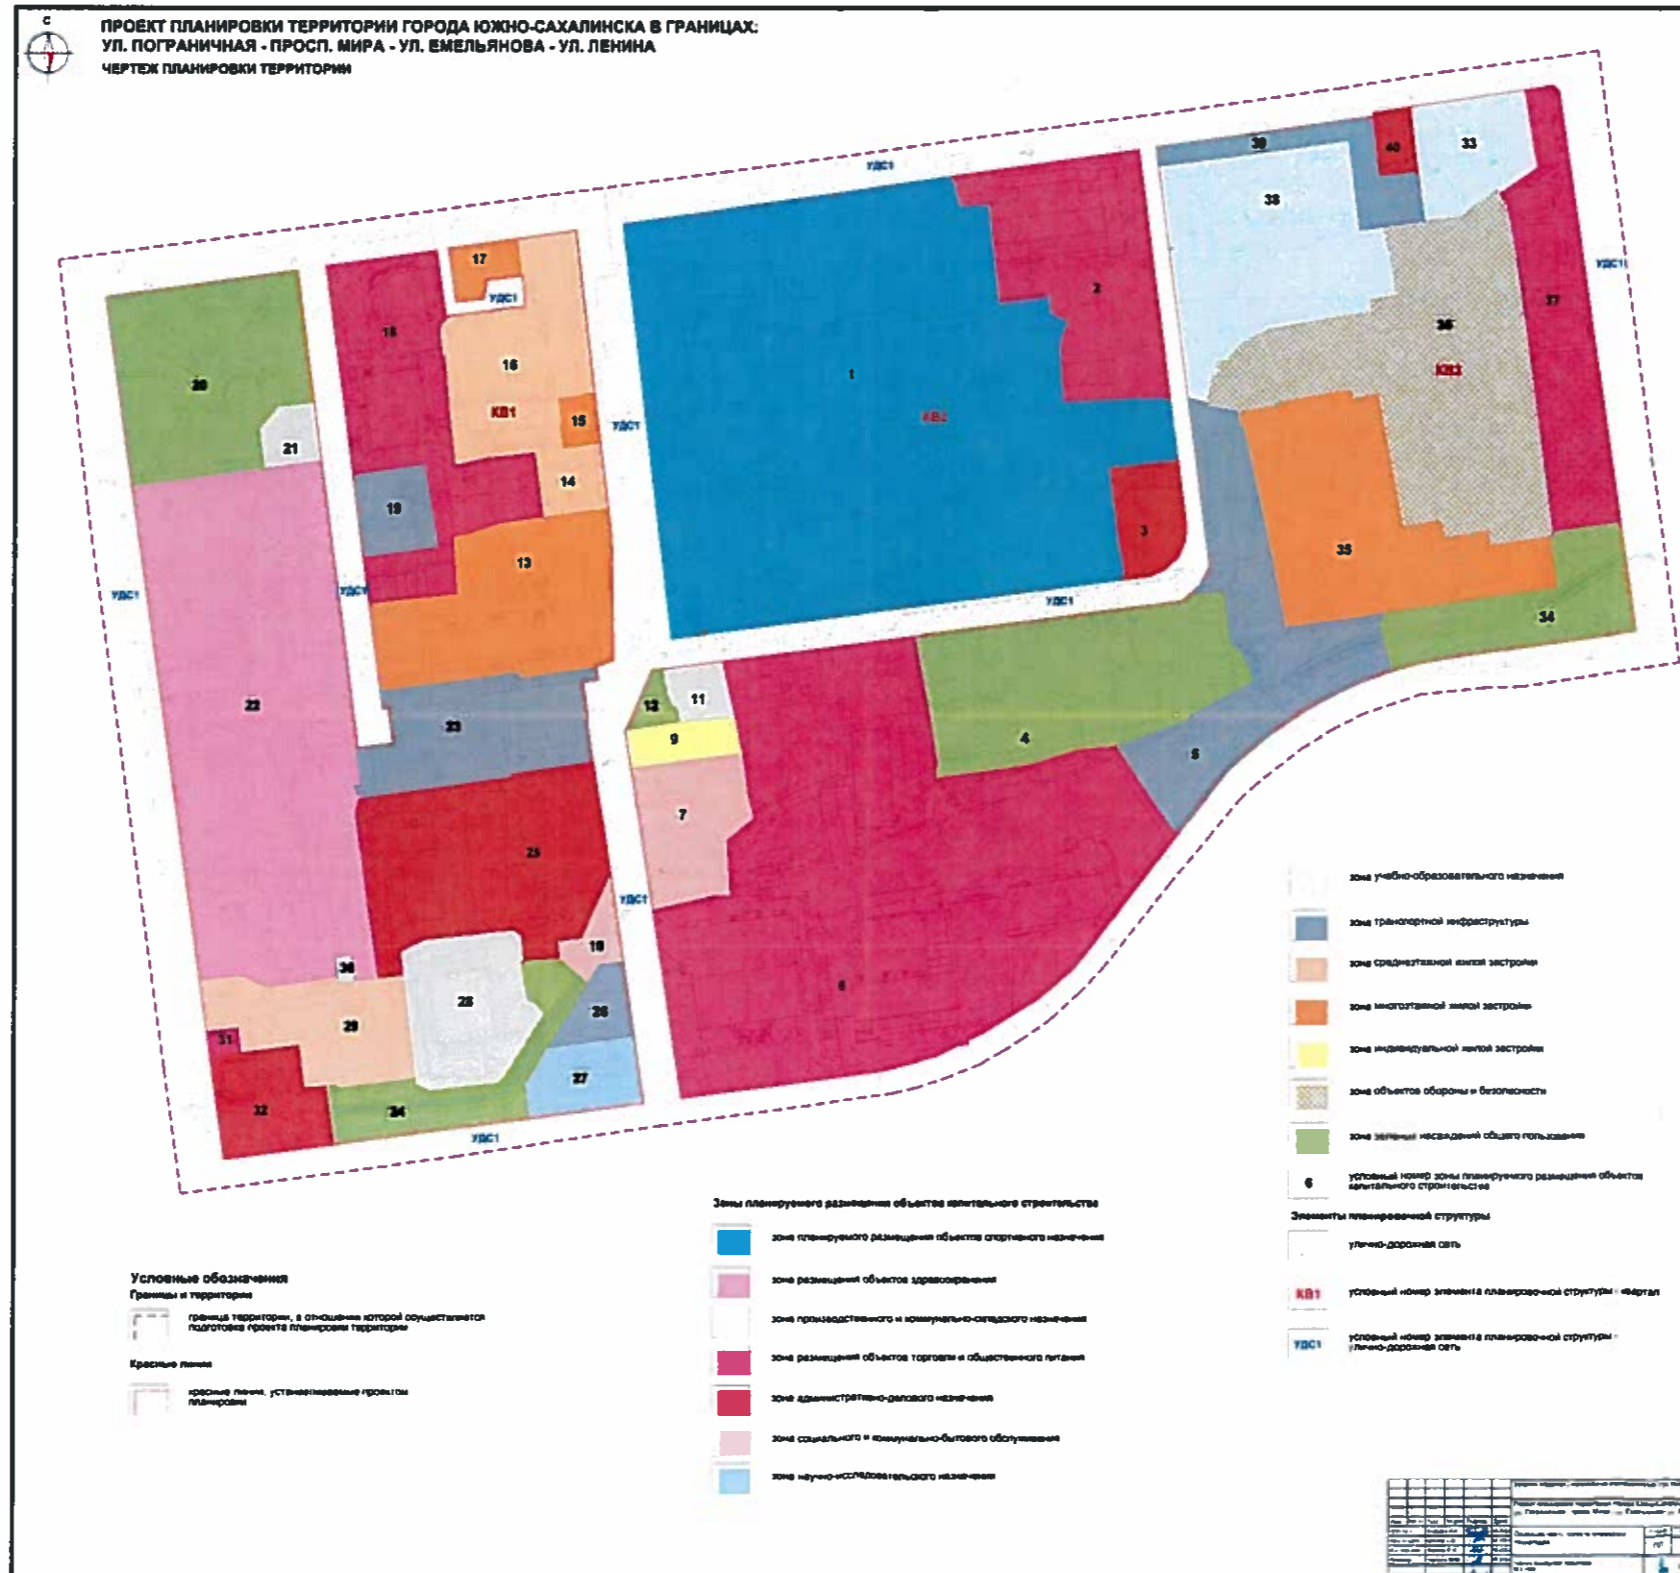 С
ПРОЕКТ ПЛАНИРОВКИ ТЕРРИТОРИИ ГОРОДА ЮЖНО-САХАЛИНСКА В ГРАНИЦАХ:
УЛ. ПОГРАНИЧНАЯ - ПРОСП. МИРА - УЛ. ЕМЕЛЬЯНОВА - УЛ. ЛЕНИНА
ЧЕРТЕЖ ПЛАНИРОВКИ ТЕРРИТОРИИ
40
33
УДС1
38
17
УДС1
УДС1
37
2
18
16
1
КВ1
УДС1
20
15
21
14
19
3
13
35
УДС1
УДС1
УДС1
34
22
12
11
23
9
4
5
7
25
УДС1
30
28
6
29
26
31
27
32
24
УДС1
зона учебно-образовательного назначения
зона транспортной инфраструктуры
зона среднеэтажной жилой застройки
зона многоэтажной жилой застройки
зона индивидуальной жилой застройки
зона объектов обороны и безопасности
зона зеленых насаждений общего пользования
6 условный номер зоны планируемого размещения объектов
капитального строительства
Элементы планировочной структуры
улично-дорожная сеть
КВ1 условный номер элемента планировочной структуры - квартал
УДС1 условный номер элемента планировочной структуры -
улично-дорожная сеть
Зоны планируемого размещения объектов капитального строительства
зона планируемого размещения объектов спортивного назначения
зона размещения объектов здравоохранения
зона производственного и коммунально-складского назначения
зона размещения объектов торговли и общественного питания
зона административно-делового назначения
зона социального и коммунально-бытового обслуживания
зона научно-исследовательского назначения
Условные обозначения
Границы и территории
граница территории, в отношении которой осуществляется
подготовка проекта планировки территории
Красные линии
красные линии, устанавливаемые проектом
планировки